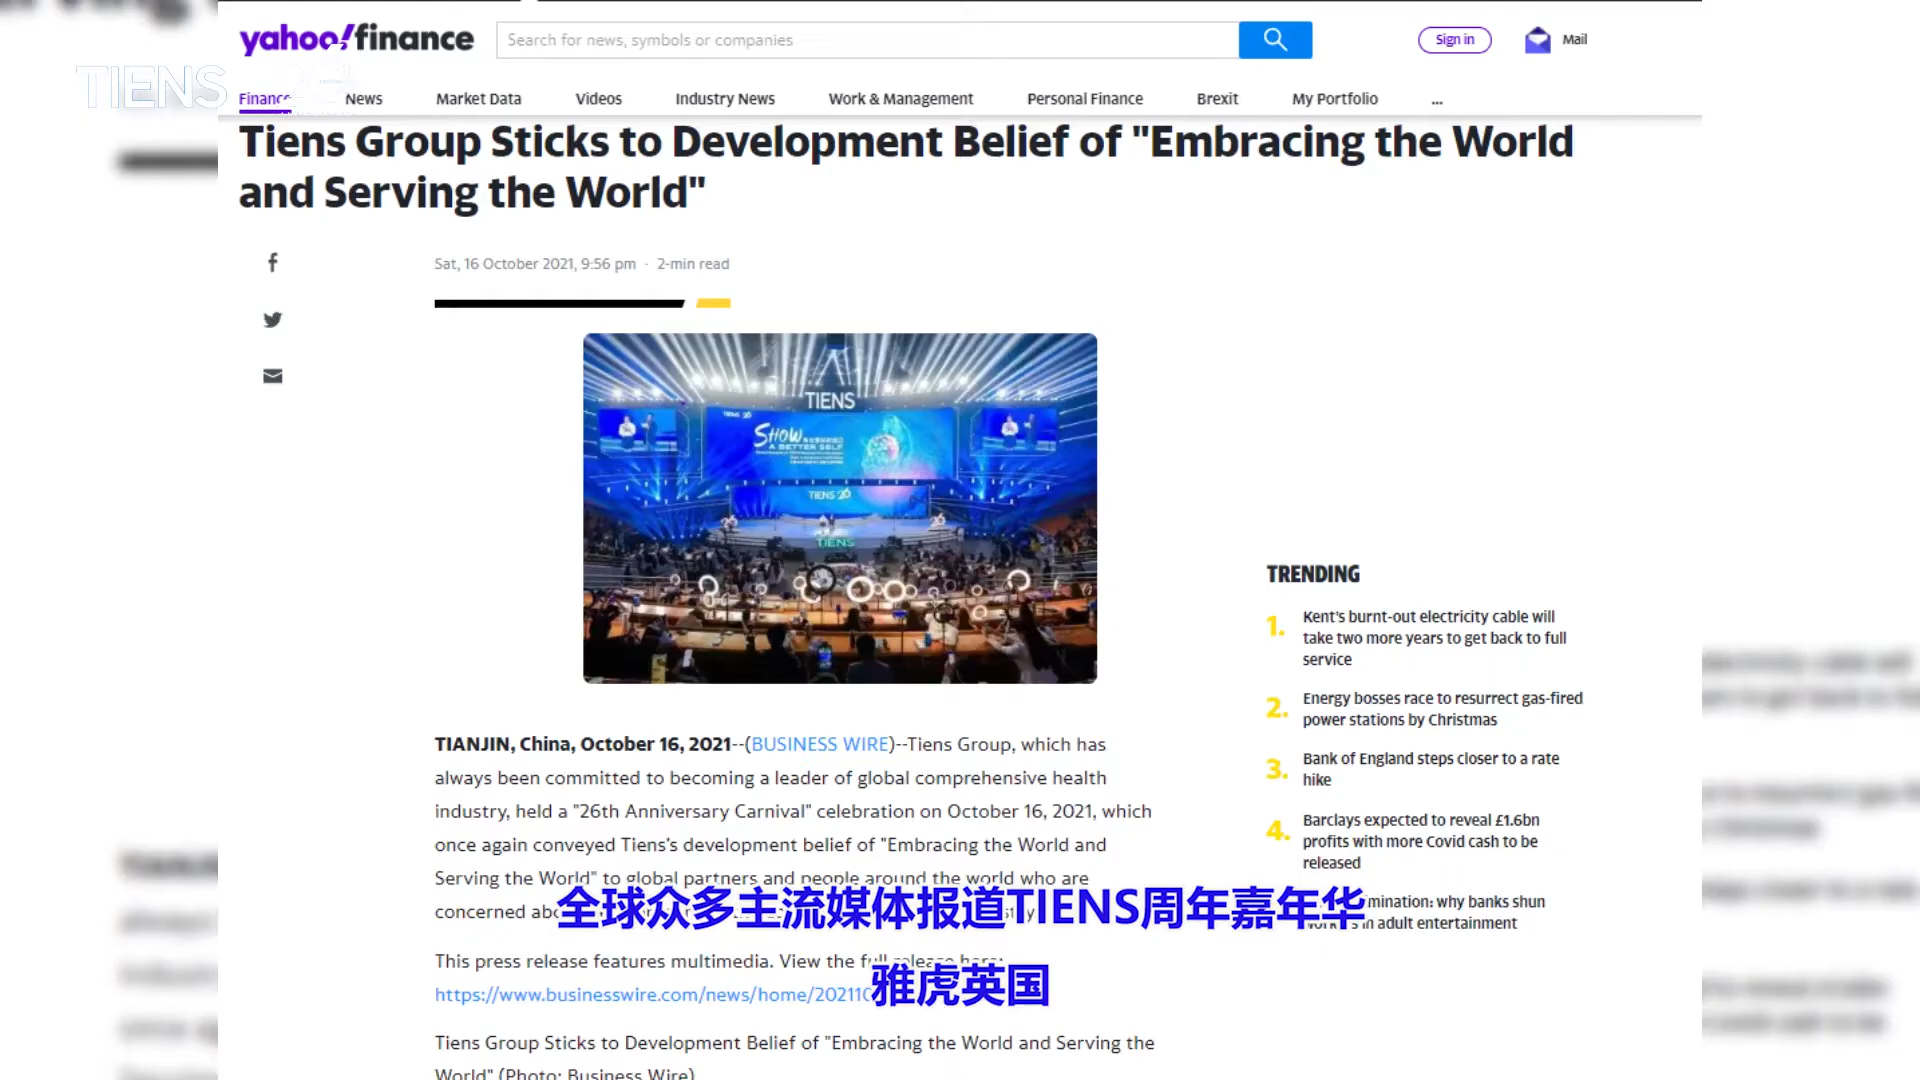 yahoo!finance
Search for news, symbols or companies
Sign in
Mail
TIENS
Finance
News
Market Data
Videos
Industry News
Work & Management
Personal Finance
Brexit
My Portfolio
...
Tiens Group Sticks to Development Belief of "Embracing the World
and Serving the World"
Sat, 16 October 2021, 9:56 pm · 2-min read
TIENS
TIENS 26
SHOW
A BETTER SELF
TIENS 26
TIENS
TIANJIN, China, October 16, 2021--(BUSINESS WIRE)--Tiens Group, which has
always been committed to becoming a leader of global comprehensive health
industry, held a "26th Anniversary Carnival" celebration on October 16, 2021, which
once again conveyed Tiens's development belief of "Embracing the World and
Serving the World" to global partners and people around the world who are
concerned
全球众多主流媒体报道TIENS周年嘉年华
This press release features multimedia. View the full release here:
https://www.businesswire.com/news/home/20211
雅虎英国
Tiens Group Sticks to Development Belief of "Embracing the World and Serving the
World" (Photo: Business Wire)
TRENDING
1. Kent's burnt-out electricity cable will
take two more years to get back to full
service
2. Energy bosses race to resurrect gas-fired
power stations by Christmas
3. Bank of England steps closer to a rate
hike
4. Barclays expected to reveal £1.6bn
profits with more Covid cash to be
released
mination: why banks shun
in adult entertainment